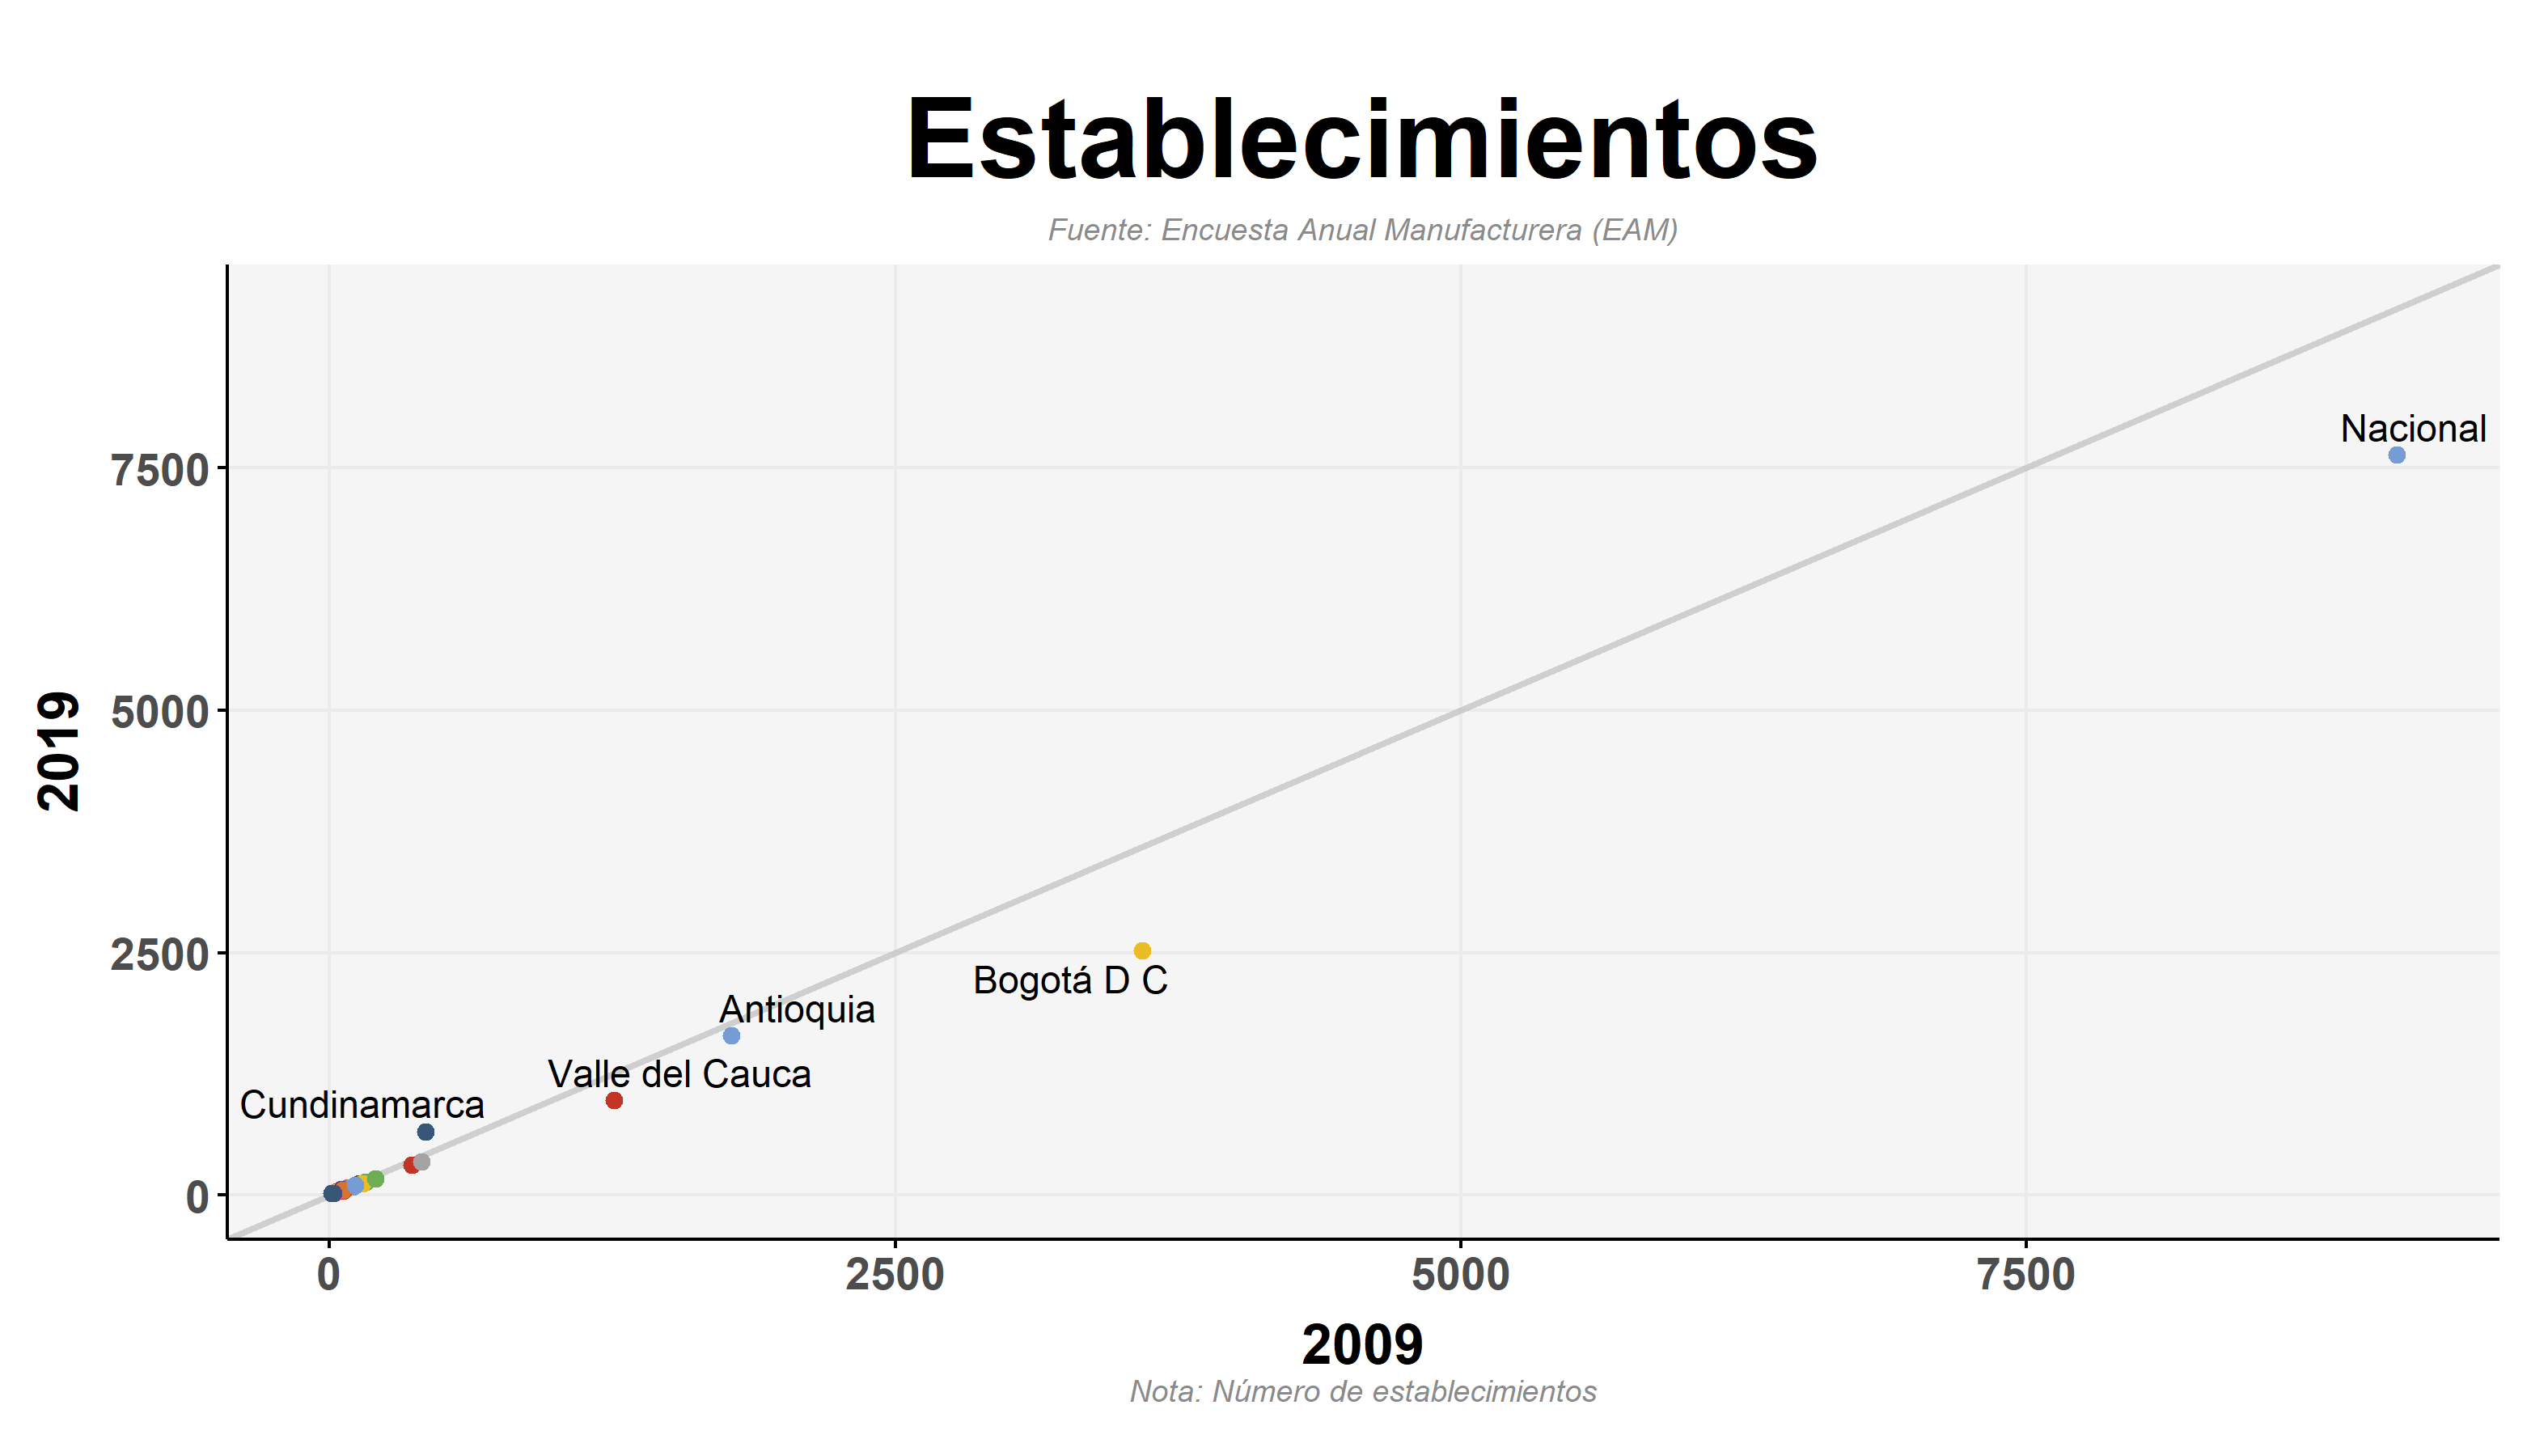 Establecimientos
Fuente: Encuesta Anual Manufacturera (EAM)
2019
7500
5000
2500
0
Nacional
Bogotá D C
Antioquia
Valle del Cauca
Cundinamarca
0 2500 5000 7500
2009
Nota: Número de establecimientos